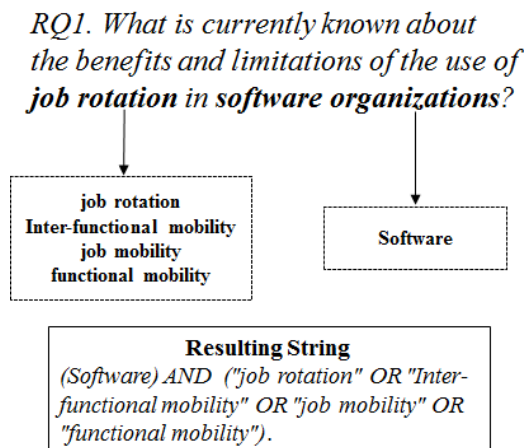 RQ1. What is currently known about
the benefits and limitations of the use of
job rotation in software organizations?
job rotation
Inter-functional mobility
job mobility
functional mobility
Software
Resulting String
(Software) AND ("job rotation" OR "Inter-
functional mobility" OR "job mobility" OR
"functional mobility").